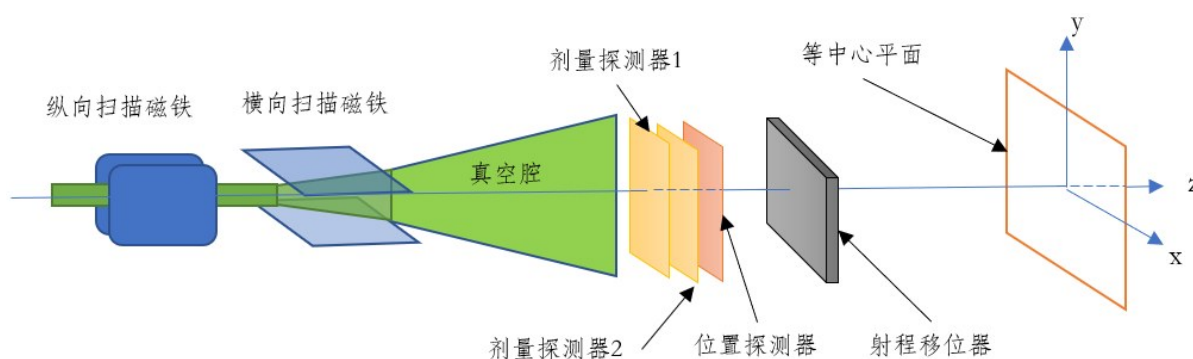 y
剂量探测器1
等中心平面
纵向扫描磁铁
横向扫描磁铁
真空腔
z
x
剂量探测器2
位置探测器
射程移位器